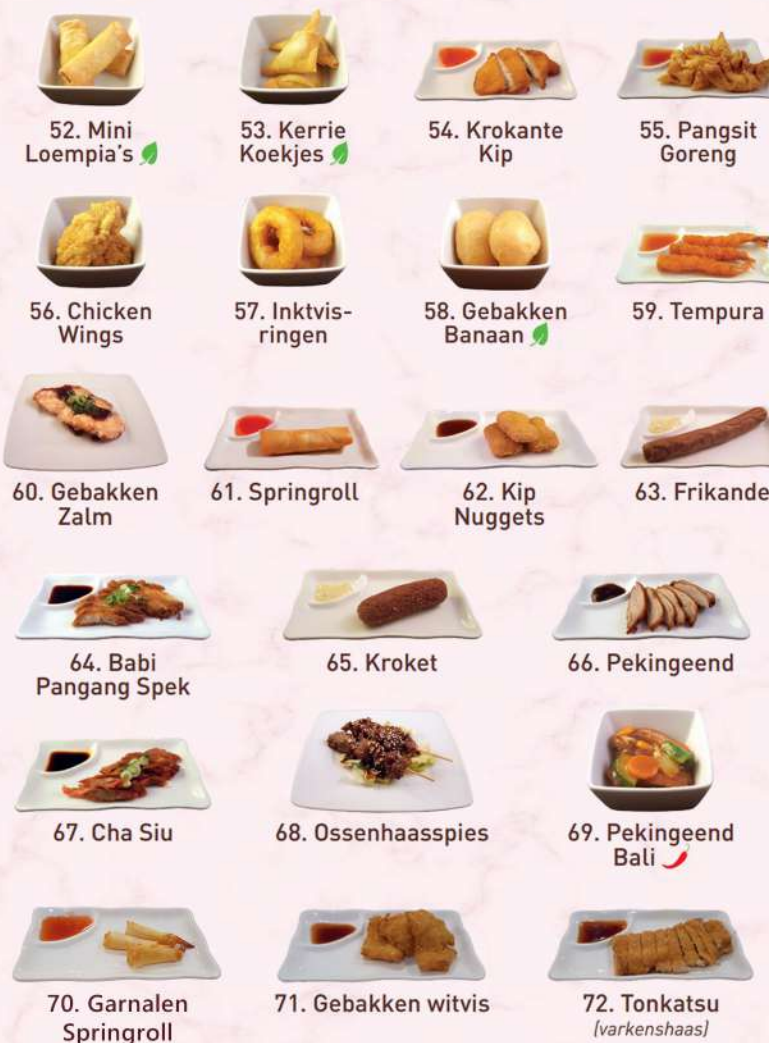 52. Mini
Loempia's
53. Kerrie
Koekjes
54. Krokante
Kip
55. Pangsit
Goreng
56. Chicken
Wings
57. Inktvis-
ringen
58. Gebakken
Banaan
59. Tempura
60. Gebakken
Zalm
61. Springroll
62. Kip
Nuggets
63. Frikande
64. Babi
Pangang Spek
65. Kroket
66. Pekingeend
67. Cha Siu
68. Ossenhaasspies
69. Pekingeend
Bali
70. Garnalen
Springroll
71. Gebakken witvis
72. Tonkatsu
(varkenshaas)